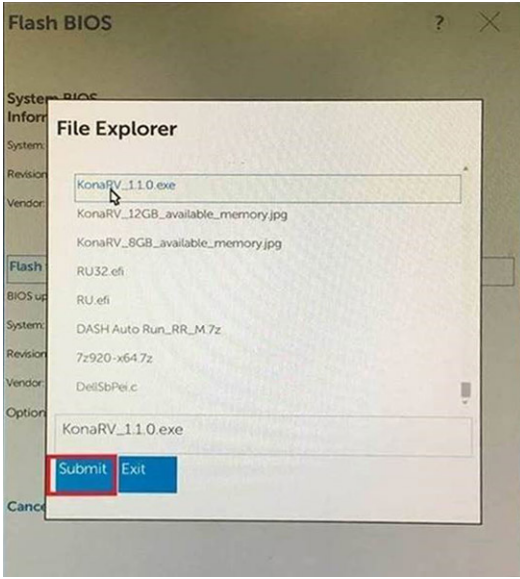 Flash BIOS
?
System BIOS
Inform
System:
Revision
Vendor:
File Explorer
KonaRV_1.1.0.exe
KonaRV_12GB_available_memory.jpg
KonaRV_8GB_available_memory.jpg
RU32.efi
RU.efi
DASH Auto Run_RR_M.7z
7z920-x64.7z
DellSbPei.c
KonaRV_1.1.0.exe
Submit Exit
Flash
BIOS up
System:
Revision
Vendor:
Option
Cance